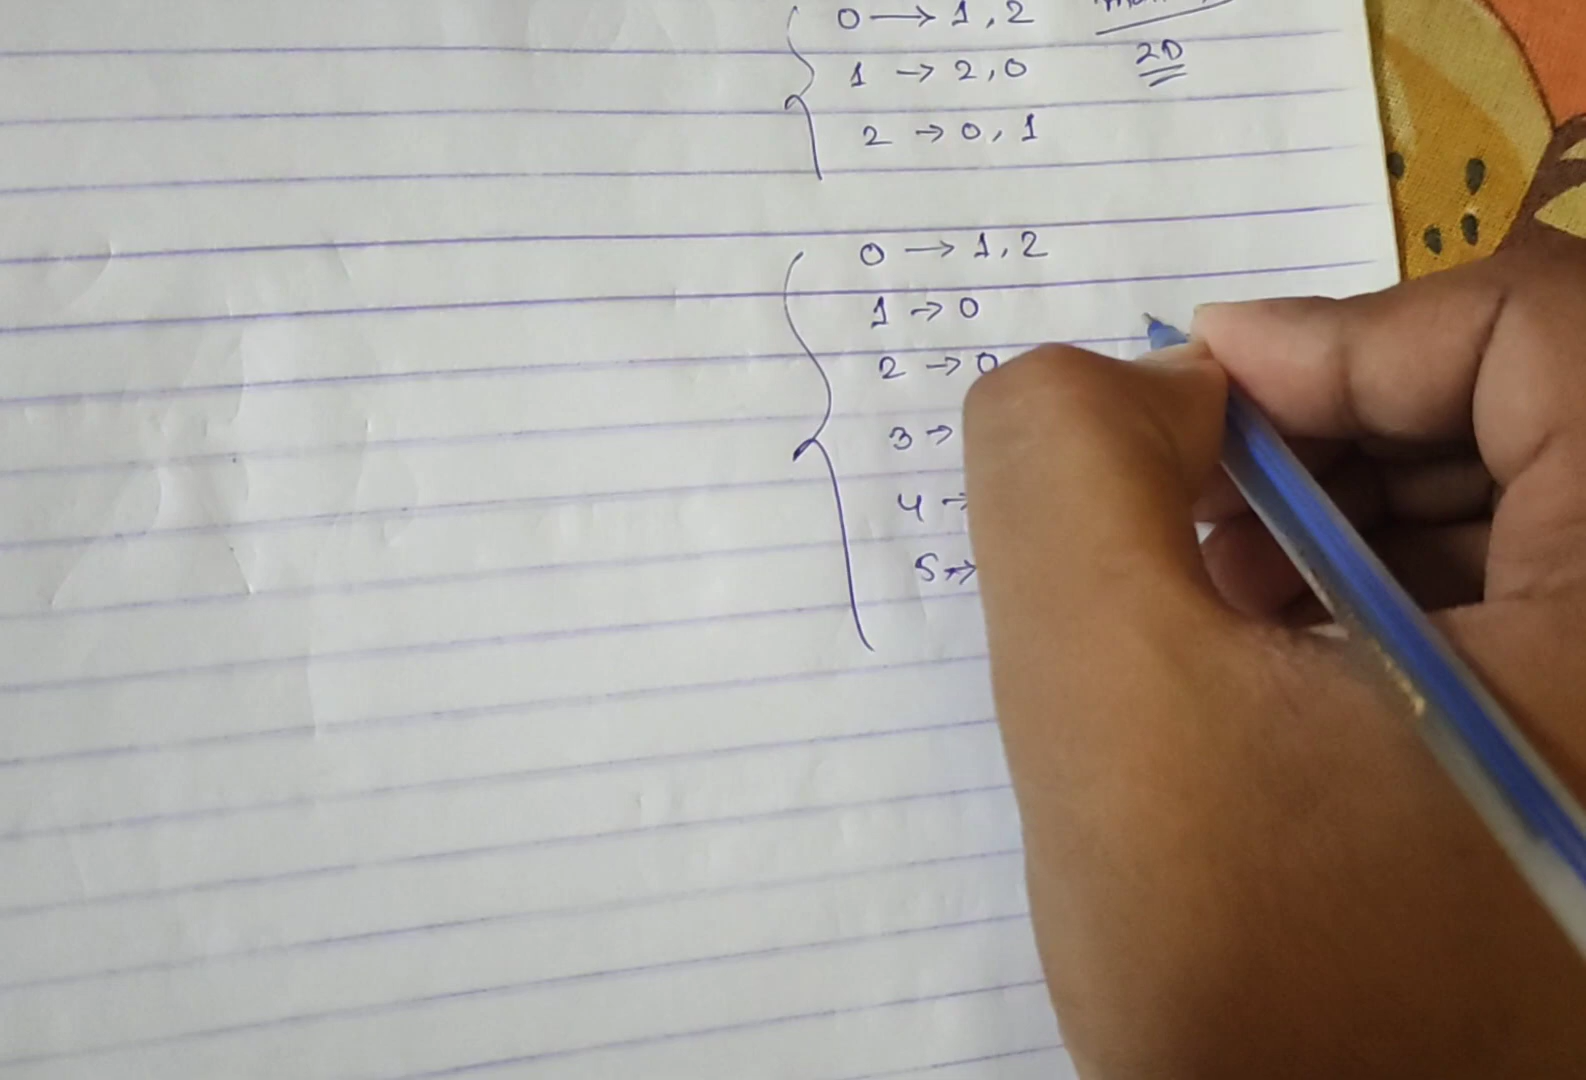 0 → 1, 2
2D
1 → 2, 0
2 → 0, 1
0 → 1, 2
1 → 0
2 → 0
3 →
4 →
5 →